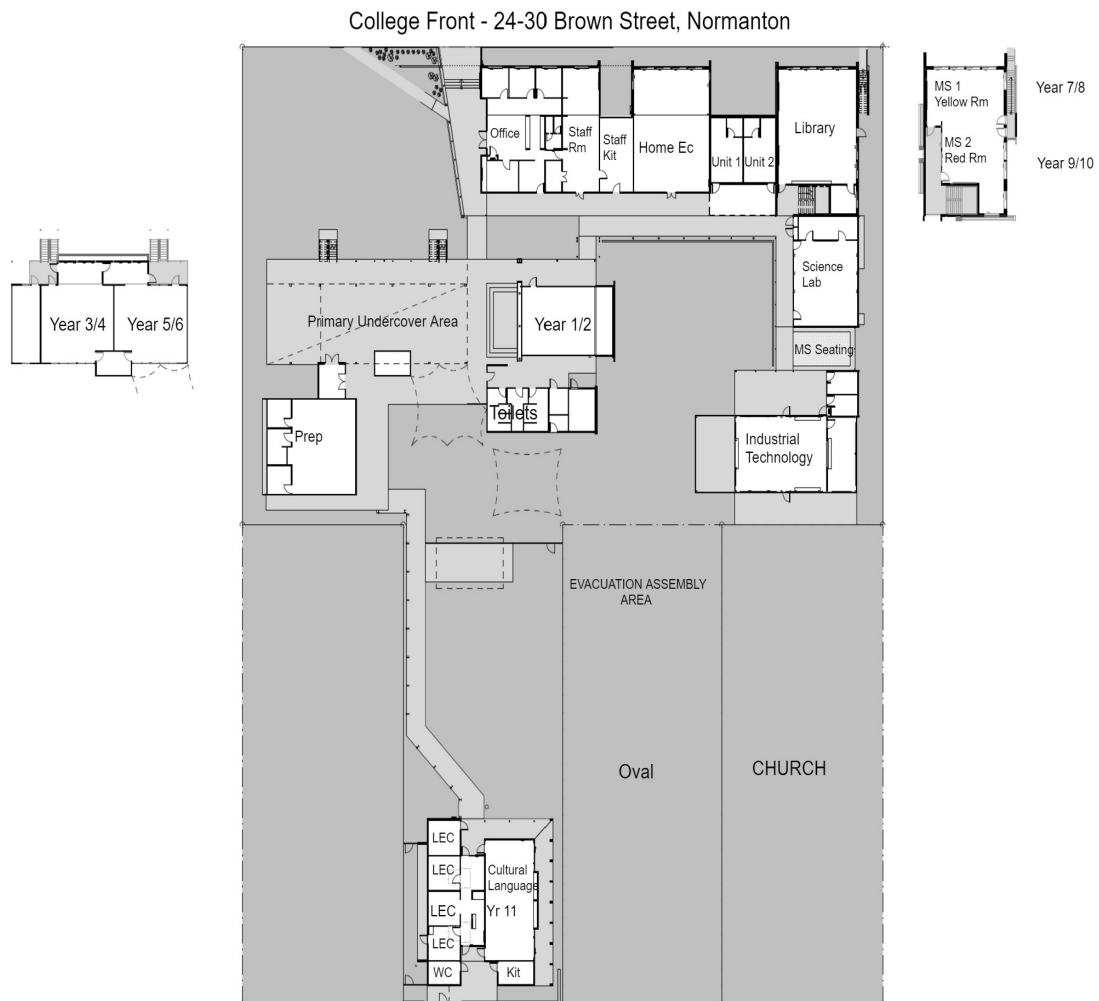 College Front - 24-30 Brown Street, Normanton
MS 1
Yellow Rm
Year 7/8
MS 2
Red Rm
Year 9/10
Office
Staff
Rm
Staff
Kit
Home Ec
Unit 1
Unit 2
Library
Science
Lab
MS Seating
Year 3/4
Year 5/6
Primary Undercover Area
Year 1/2
Toilets
Prep
Industrial
Technology
EVACUATION ASSEMBLY
AREA
Oval
CHURCH
LEC
LEC
LEC
LEC
WC
Cultural
Language
Yr 11
Kit